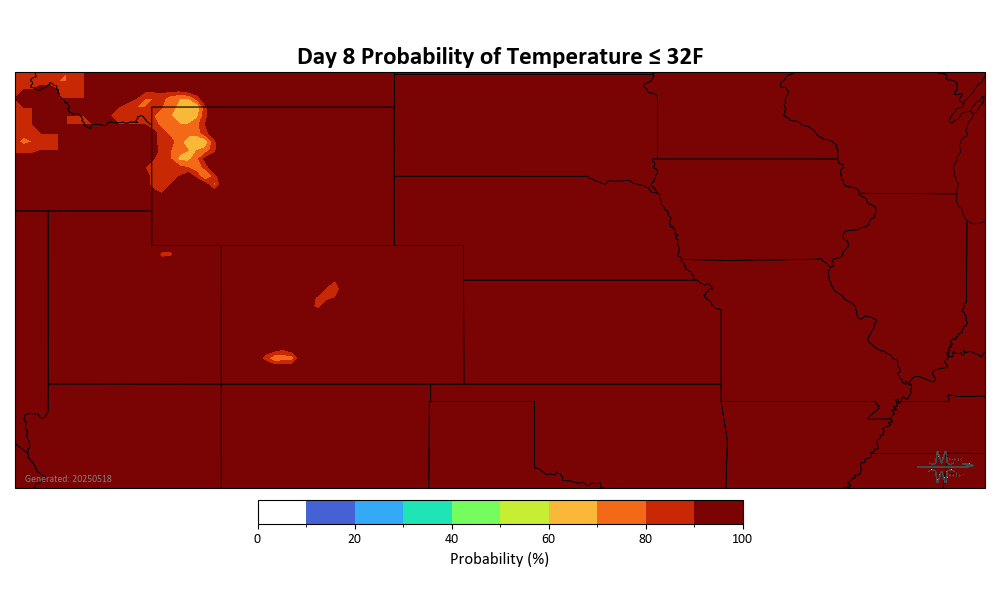 Day 8 Probability of Temperature ≤ 32F
Generated: 20250518
0 20 40 60 80 100
Probability (%)